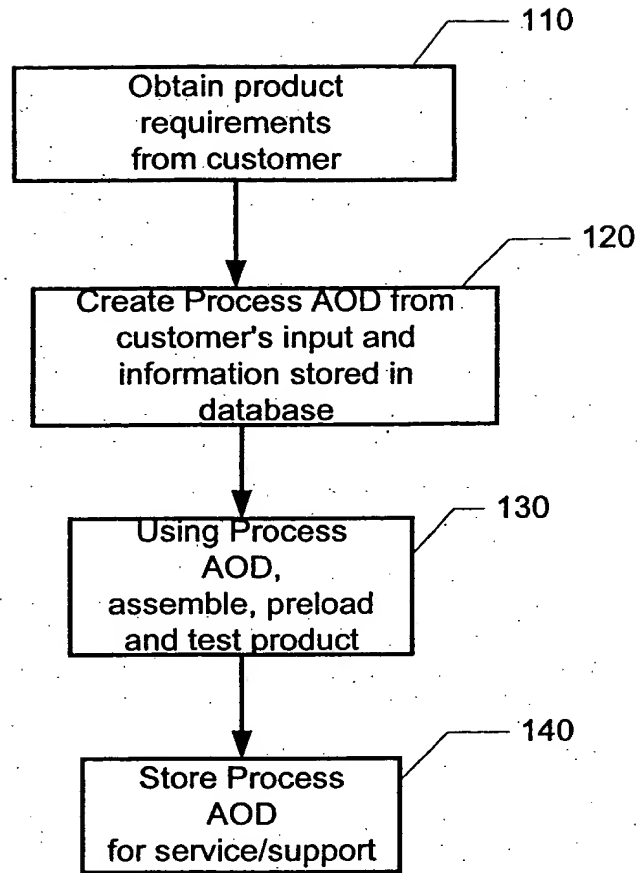 110
Obtain product
requirements
from customer
120
Create Process AOD from
customer's input and
information stored in
database
130
Using Process
AOD,
assemble, preload
and test product
140
Store Process
AOD
for service/support